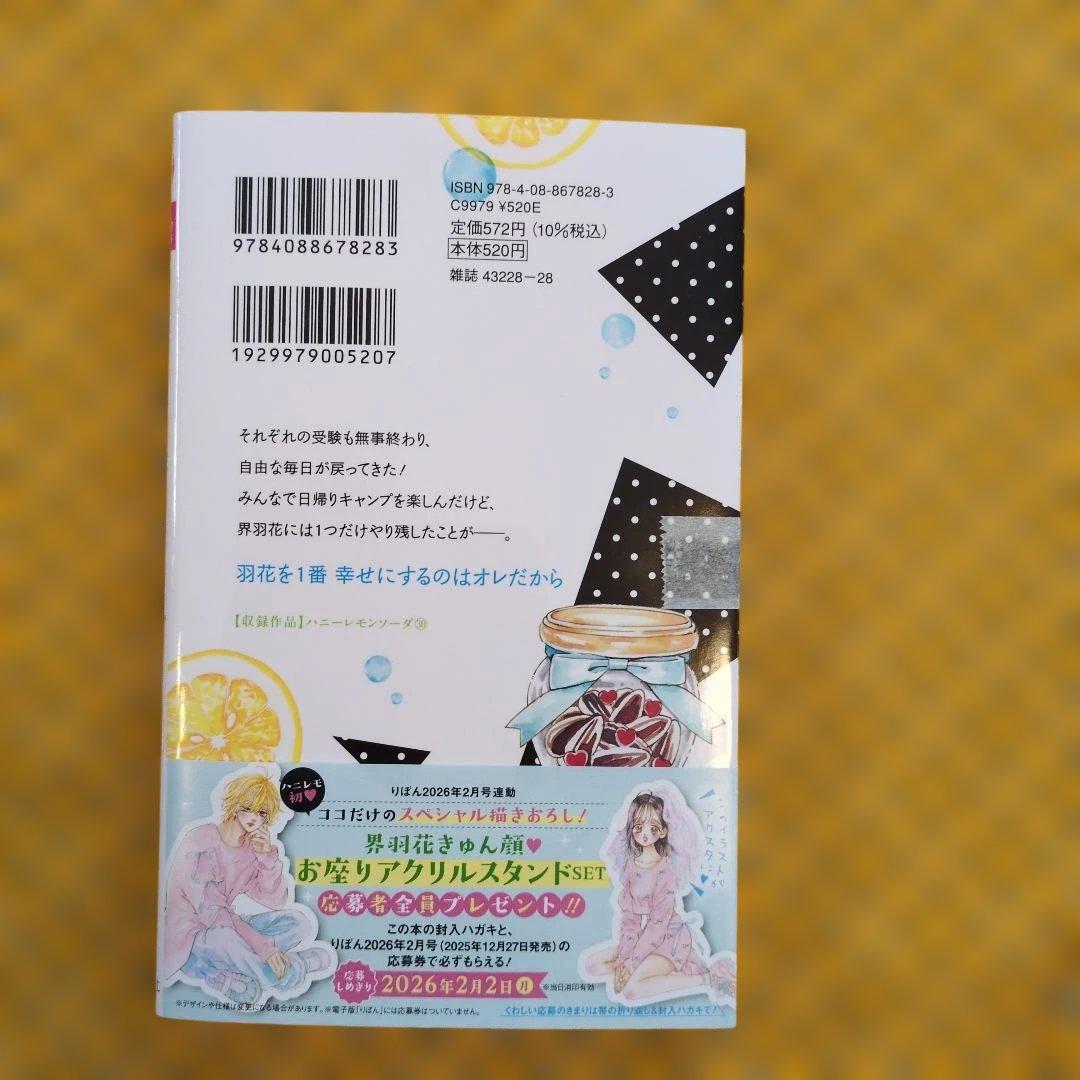 ISBN 978-4-08-867828-3
C9979 ¥520E
定価572円 (10%税込)
本体520円
雑誌 43228-28
9784088678283
1929979005207
それぞれの受験も無事終わり、
自由な毎日が戻ってきた!
みんなで日帰りキャンプを楽しんだけど、
界羽花には1つだけやり残したことが――。
羽花を1番 幸せにするのはオレだから
【収録作品】ハニーレモンソーダ㉚
ハニレモ
初♥
りぼん2026年2月号連動
ココだけのスペシャル描きおろし!
界羽花きゅん顔♥
お座りアクリルスタンドSET
応募者全員プレゼント!!
この本の封入ハガキと、
りぼん2026年2月号(2025年12月27日発売)の
応募券で必ずもらえる!
応募
しめきり
2026年2月2日㊊
※当日消印有効
このイラストが
アクスタに♥
※デザインや仕様は変更になる場合があります。※電子版「りぼん」には応募券はついていません。
くわしい応募のきまりは帯の折り返し&封入ハガキで!